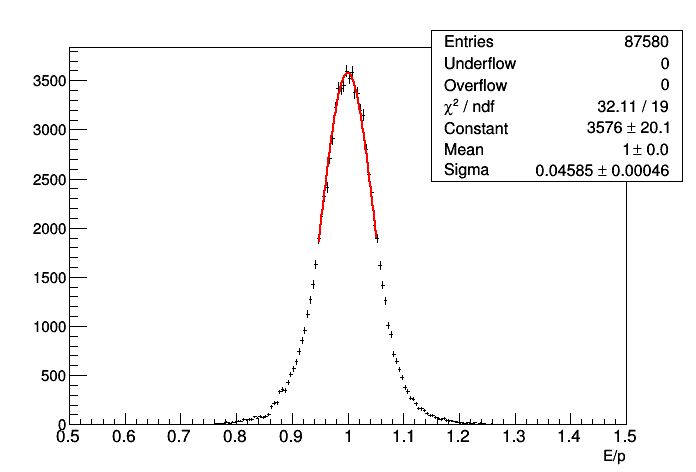 Entries 87580
Underflow 0
Overflow 0
χ² / ndf 32.11 / 19
Constant 3576 ± 20.1
Mean 1 ± 0.0
Sigma 0.04585 ± 0.00046
3500
3000
2500
2000
1500
1000
500
0
0.5 0.6 0.7 0.8 0.9 1 1.1 1.2 1.3 1.4 1.5
E/p